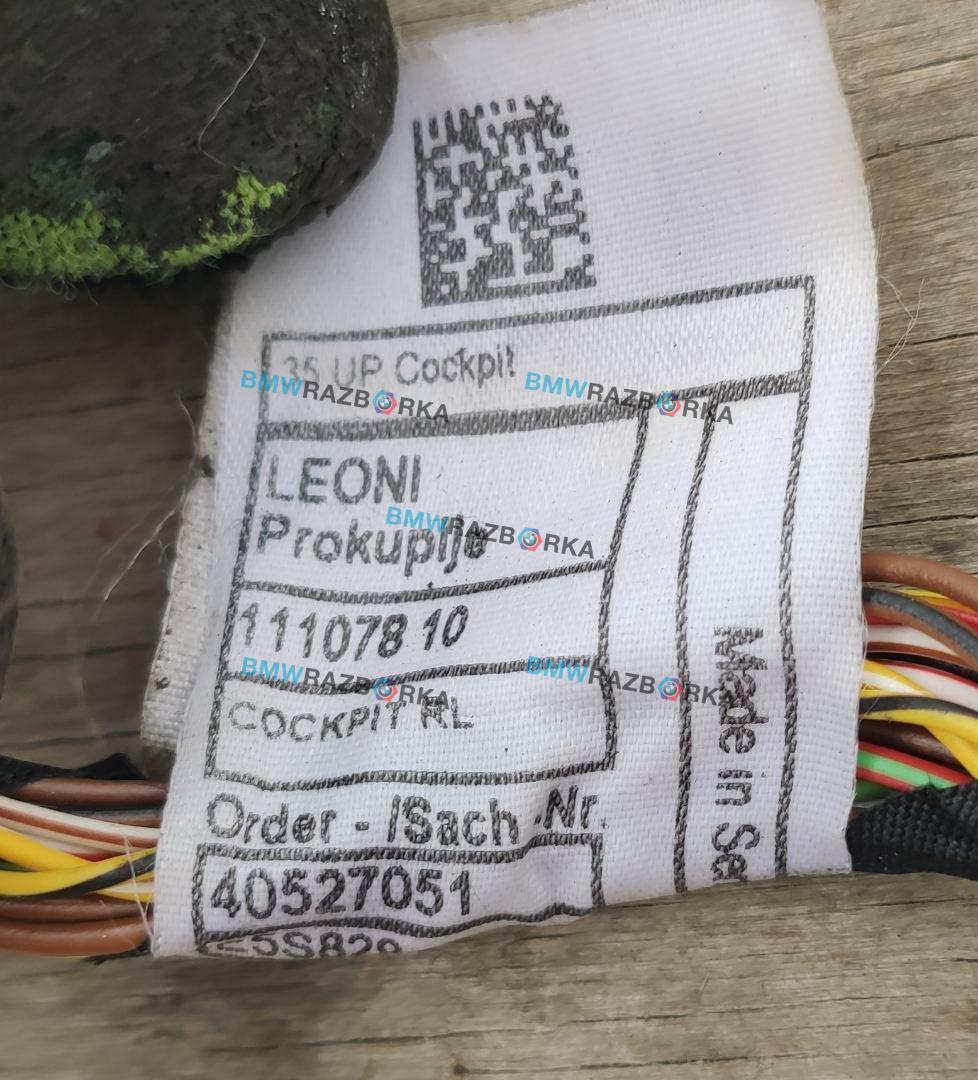 35 UP Cockpit
BMWRAZBORKA
BMWRAZBORKA
LEONI
Prokuplje
BMWRAZBORKA
111078 10
BMWRAZBORKA
BMWRAZBORKA
COCKPIT RL
Made in Se
Order - /Sach -Nr.
40527051